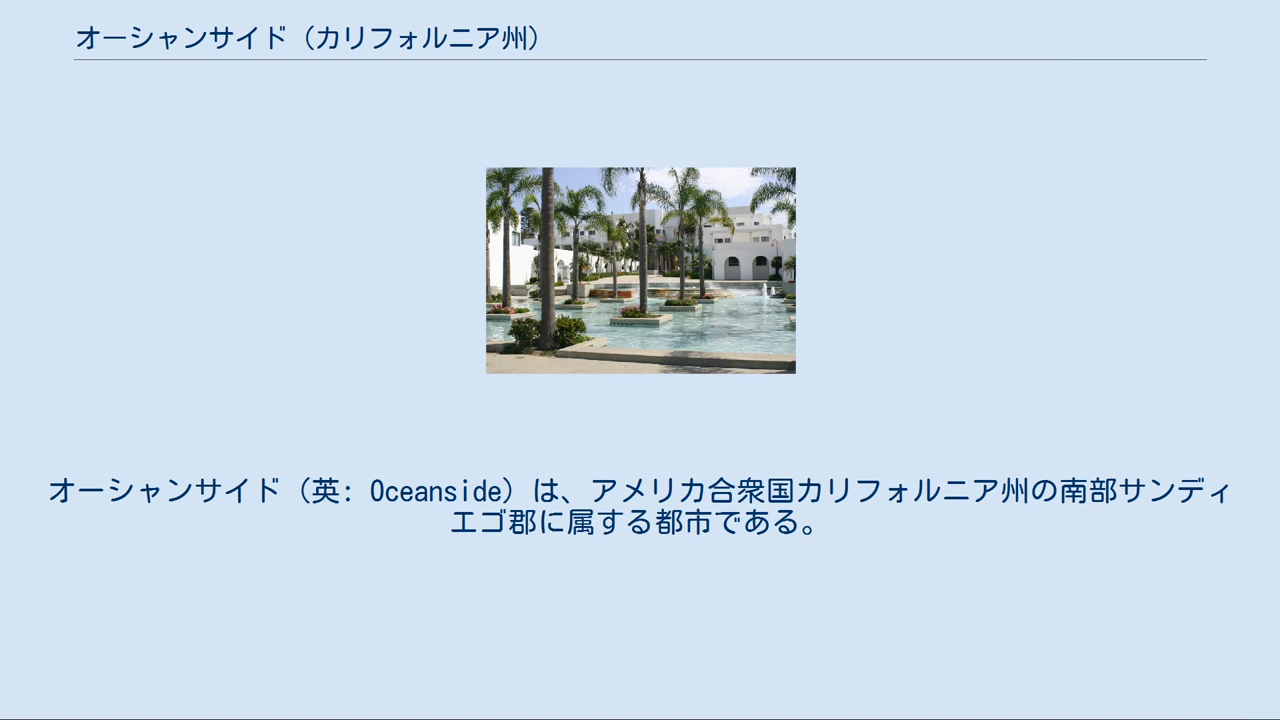 オーシャンサイド（カリフォルニア州）
オーシャンサイド（英: Oceanside）は、アメリカ合衆国カリフォルニア州の南部サンディ
エゴ郡に属する都市である。